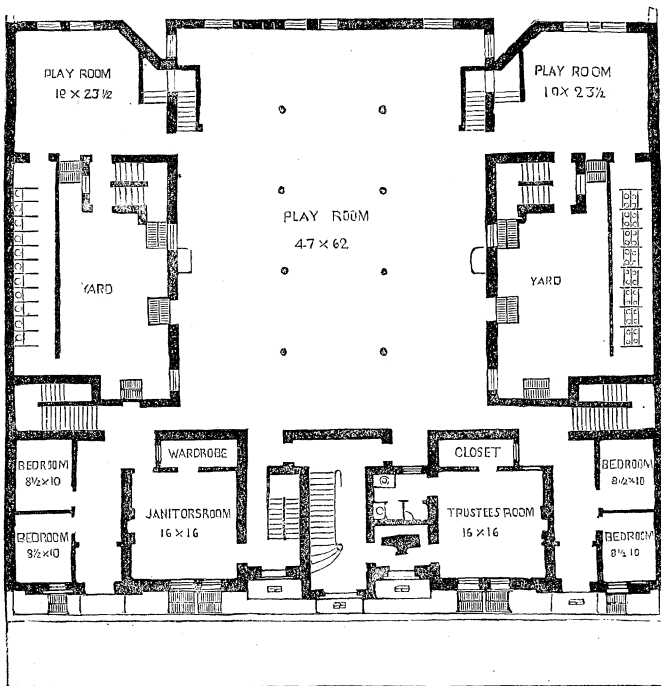 PLAY ROOM
19 X 23½
PLAY ROOM
19 X 23½
PLAY ROOM
47 X 62
YARD
YARD
WARDROBE
CLOSET
BEDROOM
8½ X 10
BEDROOM
8½ X 10
JANITORS ROOM
16 X 16
TRUSTEES ROOM
16 X 16
BEDROOM
8½ X 10
BEDROOM
8½ 10